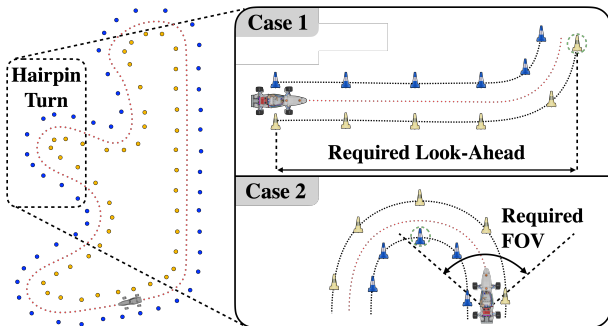 Hairpin
Turn
Case 1
Required Look-Ahead
Case 2
Required
FOV